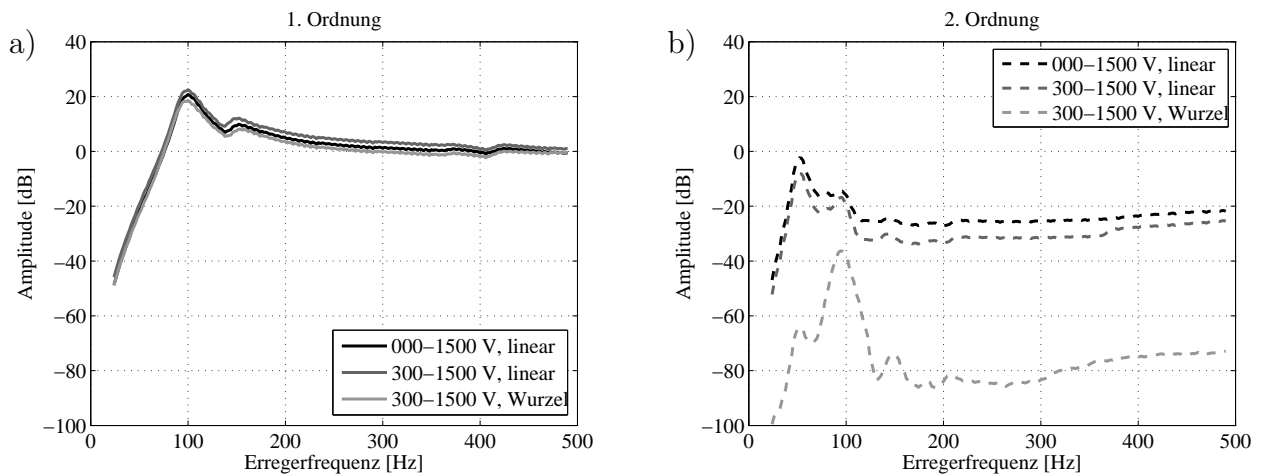 a)
1. Ordnung
40
20
0
−20
−40
−60
−80
−100
Amplitude [dB]
000–1500 V, linear
300–1500 V, linear
300–1500 V, Wurzel
0 100 200 300 400 500
Erregerfrequenz [Hz]
b)
2. Ordnung
40
20
0
−20
−40
−60
−80
−100
Amplitude [dB]
000–1500 V, linear
300–1500 V, linear
300–1500 V, Wurzel
0 100 200 300 400 500
Erregerfrequenz [Hz]